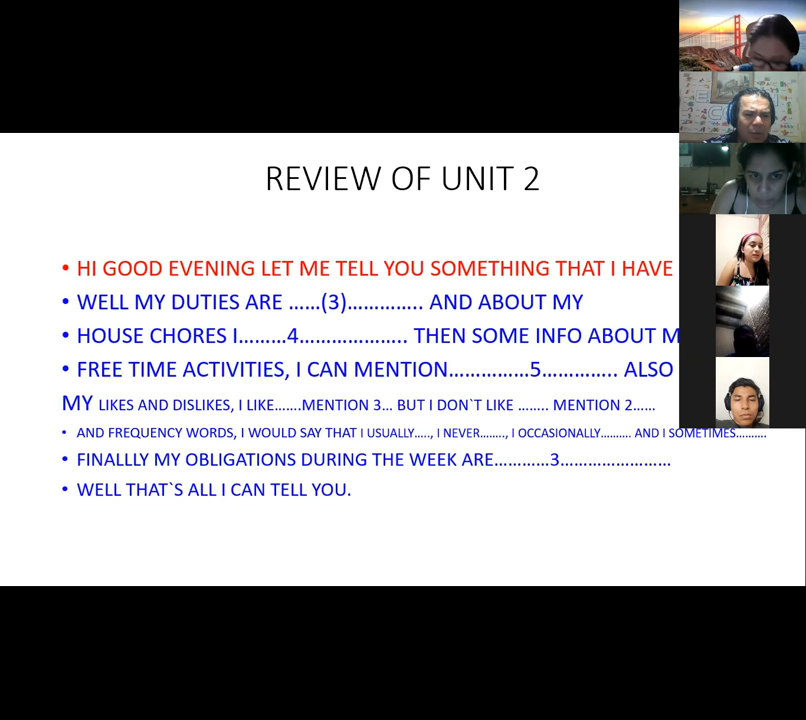 REVIEW OF UNIT 2
• HI GOOD EVENING LET ME TELL YOU SOMETHING THAT I HAVE
• WELL MY DUTIES ARE ……(3)………….. AND ABOUT MY
• HOUSE CHORES I………4……………….. THEN SOME INFO ABOUT
• FREE TIME ACTIVITIES, I CAN MENTION……………5………….. ALSO
MY LIKES AND DISLIKES, I LIKE…….MENTION 3… BUT I DON`T LIKE …….. MENTION 2……
• AND FREQUENCY WORDS, I WOULD SAY THAT I USUALLY….., I NEVER…….., I OCCASIONALLY………. AND I SOMETIMES……….
• FINALLLY MY OBLIGATIONS DURING THE WEEK ARE………..3……………………
• WELL THAT`S ALL I CAN TELL YOU.